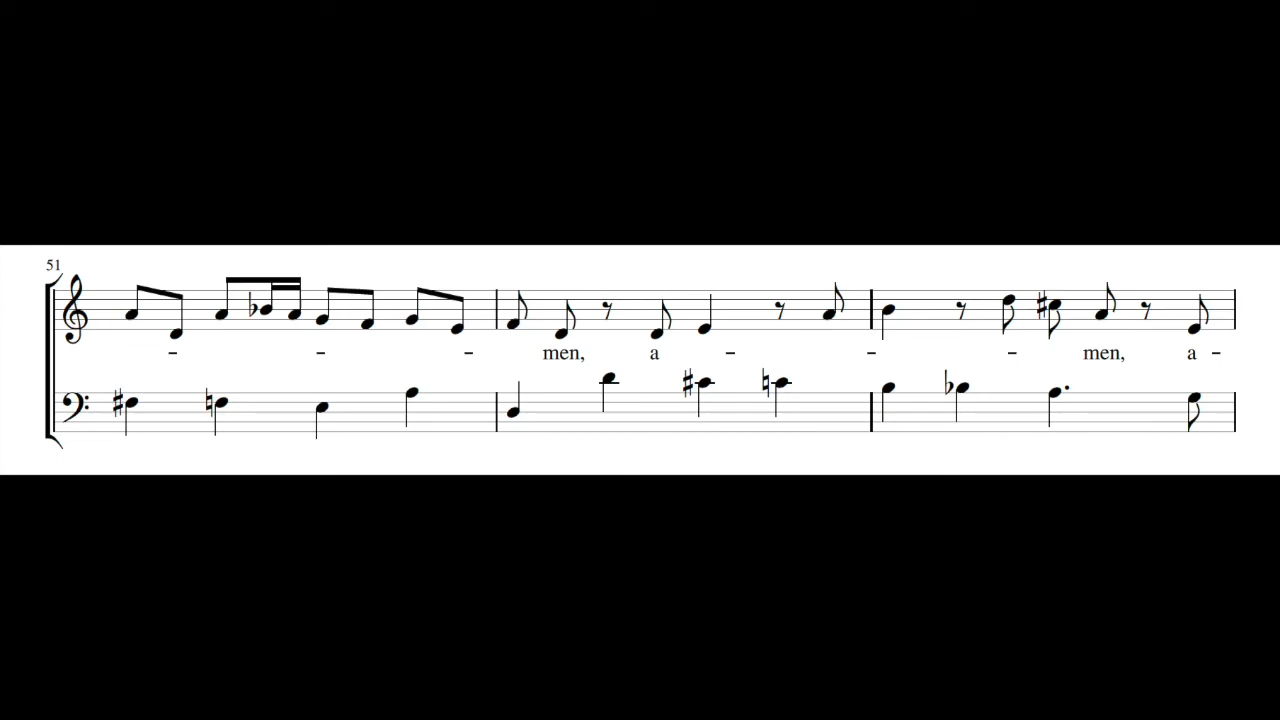 51
- - - men, a - - - men, a -